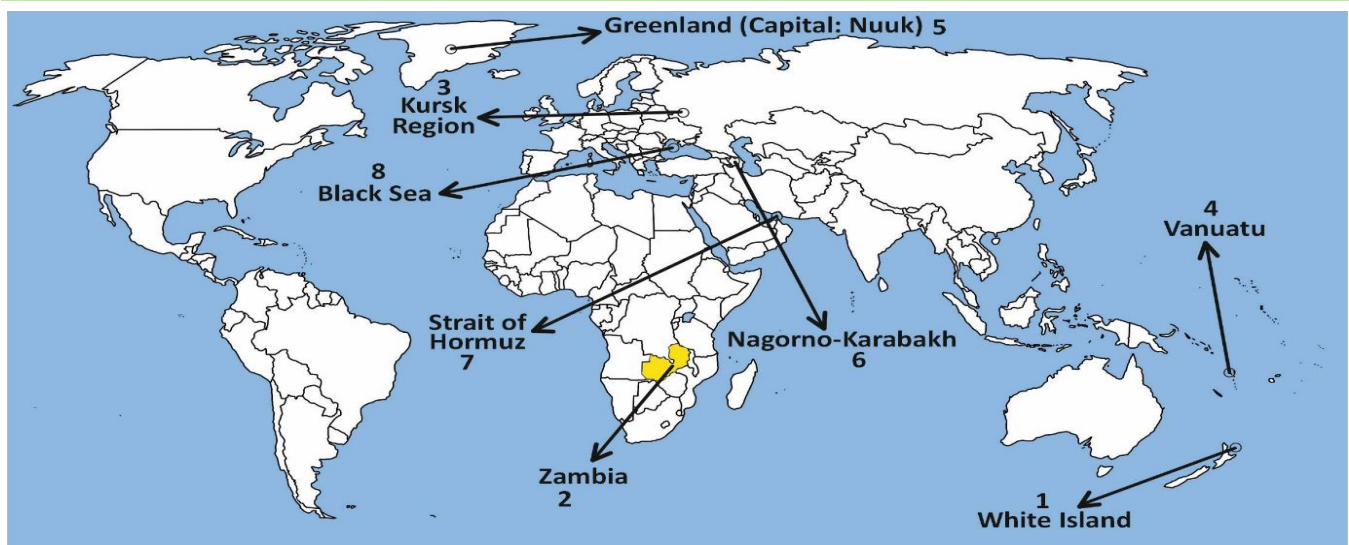 Greenland (Capital: Nuuk) 5
3
Kursk
Region
8
Black Sea
4
Vanuatu
Strait of
Hormuz
7
Nagorno-Karabakh
6
Zambia
2
1
White Island